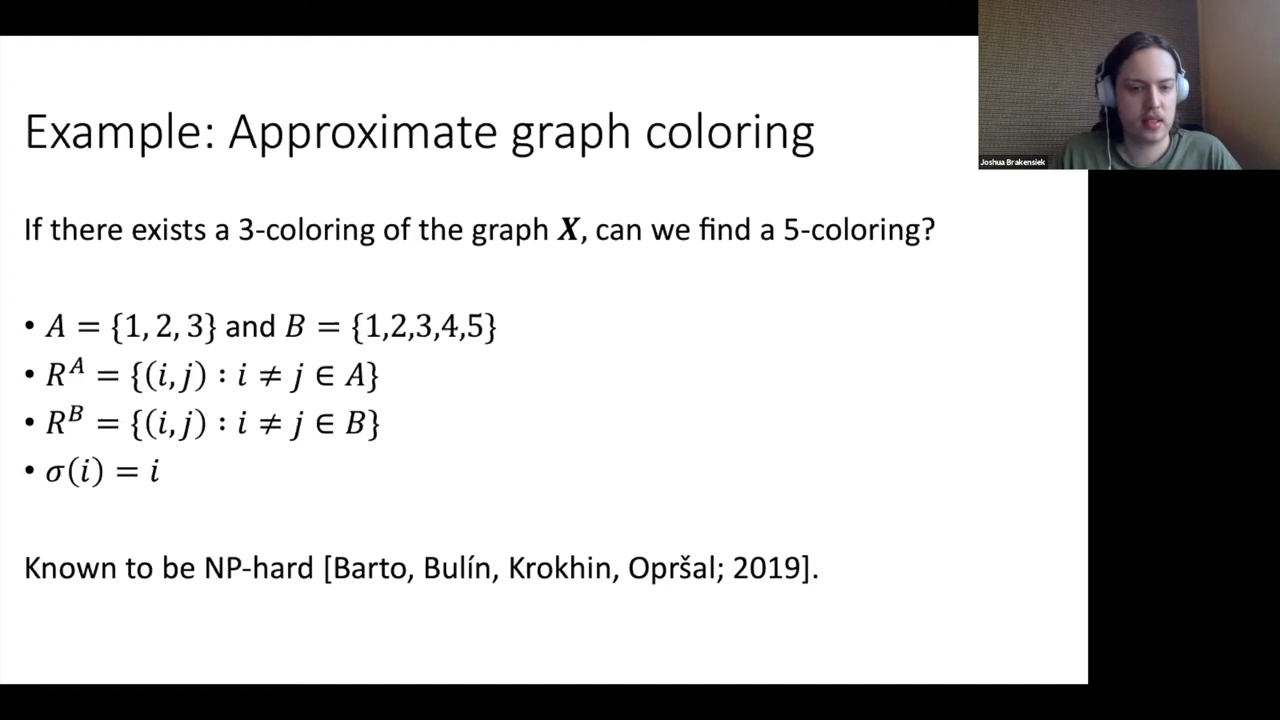 Joshua Brakensiek
Example: Approximate graph coloring
If there exists a 3-coloring of the graph X, can we find a 5-coloring?
• A = {1, 2, 3} and B = {1,2,3,4,5}
• Rᴬ = {(i, j) : i ≠ j ∈ A}
• Rᴮ = {(i, j) : i ≠ j ∈ B}
• σ(i) = i
Known to be NP-hard [Barto, Bulín, Krokhin, Opršal; 2019].